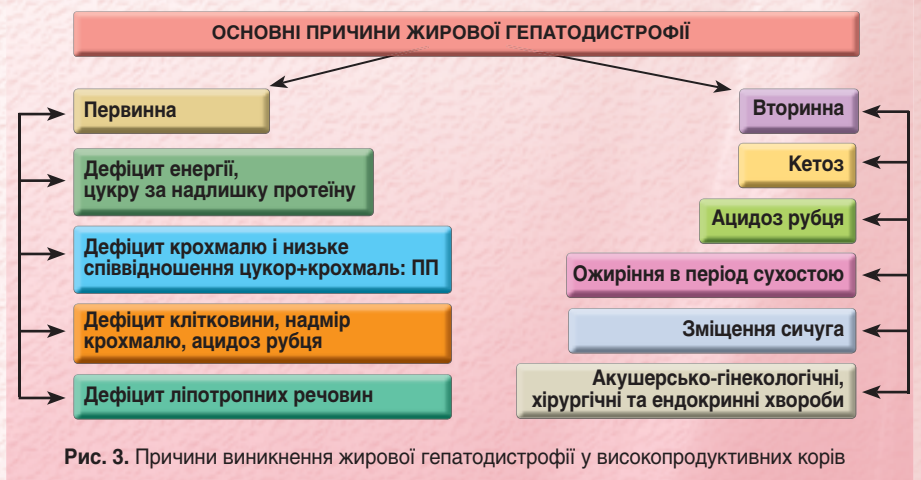 ОСНОВНІ ПРИЧИНИ ЖИРОВОЇ ГЕПАТОДИСТРОФІЇ
Первинна
Дефіцит енергії,
цукру за надлишку протеїну
Дефіцит крохмалю і низьке
співвідношення цукор+крохмаль: ПП
Дефіцит клітковини, надмір
крохмалю, ацидоз рубця
Дефіцит ліпотропних речовин
Вторинна
Кетоз
Ацидоз рубця
Ожиріння в період сухостою
Зміщення сичуга
Акушерсько-гінекологічні,
хірургічні та ендокринні хвороби
Рис. 3. Причини виникнення жирової гепатодистрофії у високопродуктивних корів